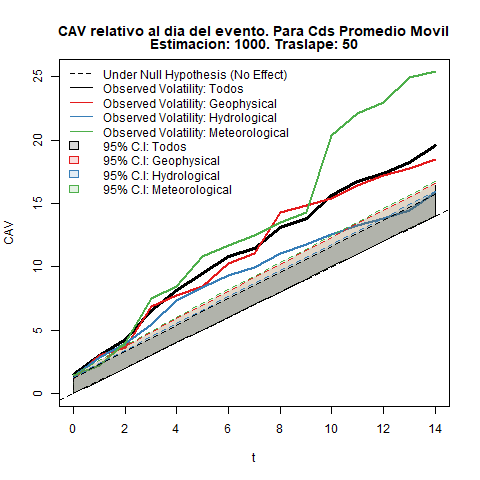 CAV relativo al dia del evento. Para Cds Promedio Movil
Estimacion: 1000. Traslape: 50
Under Null Hypothesis (No Effect)
Observed Volatility: Todos
Observed Volatility: Geophysical
Observed Volatility: Hydrological
Observed Volatility: Meteorological
95% C.I: Todos
95% C.I: Geophysical
95% C.I: Hydrological
95% C.I: Meteorological
CAV
25
20
15
10
5
0
0 2 4 6 8 10 12 14
t